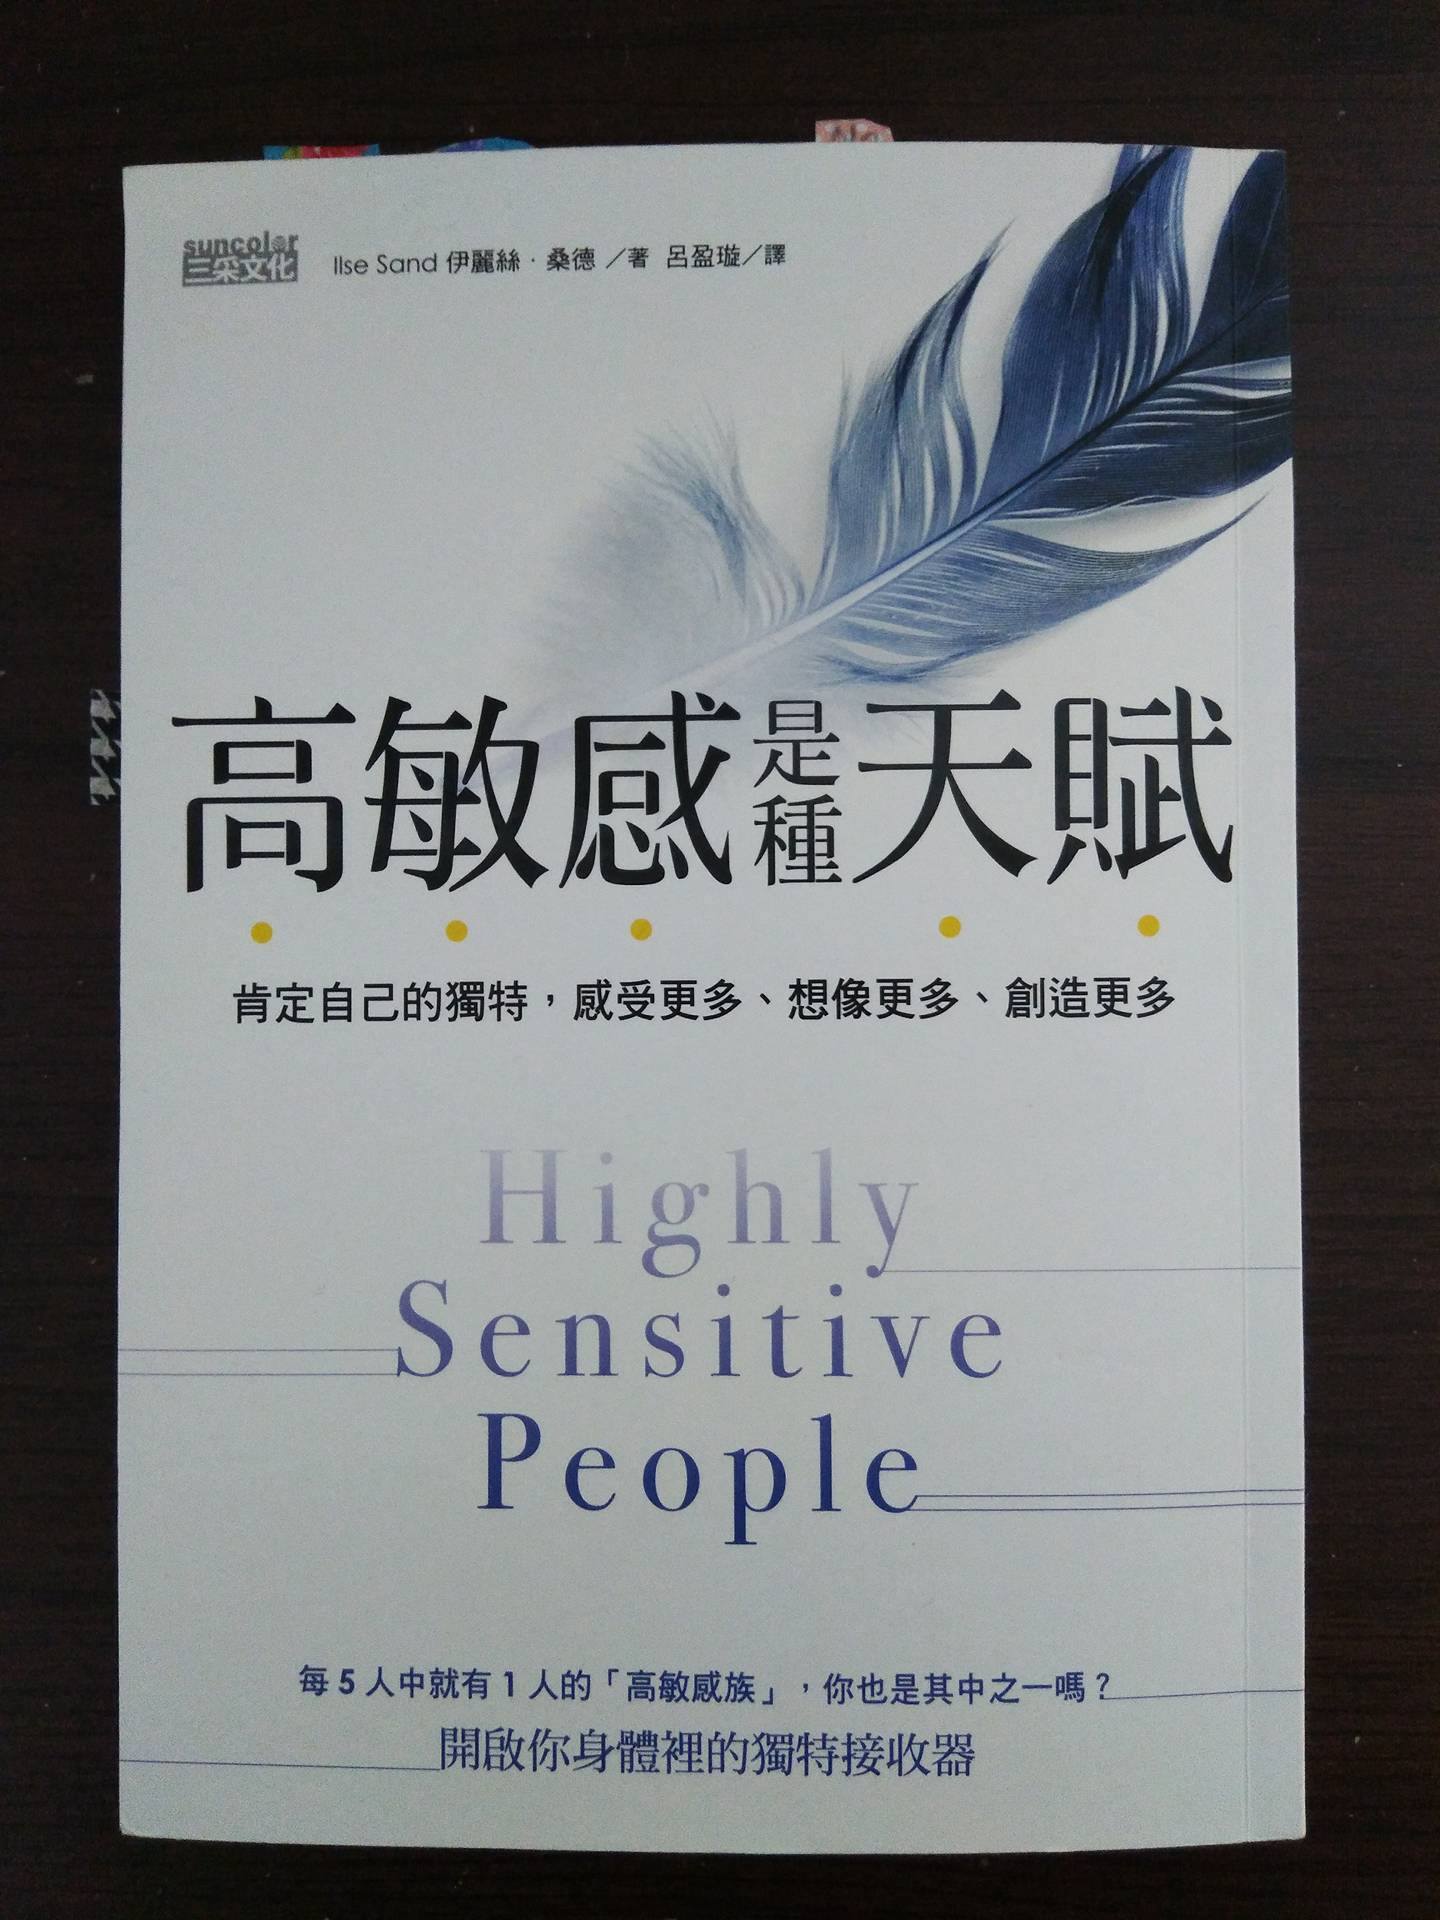 suncolor
三采文化
Ilse Sand 伊麗絲·桑德／著 呂盈璇／譯
高敏感是種天賦
肯定自己的獨特，感受更多、想像更多、創造更多
Highly
Sensitive
People
每5人中就有1人的「高敏感族」，你也是其中之一嗎？
開啟你身體裡的獨特接收器